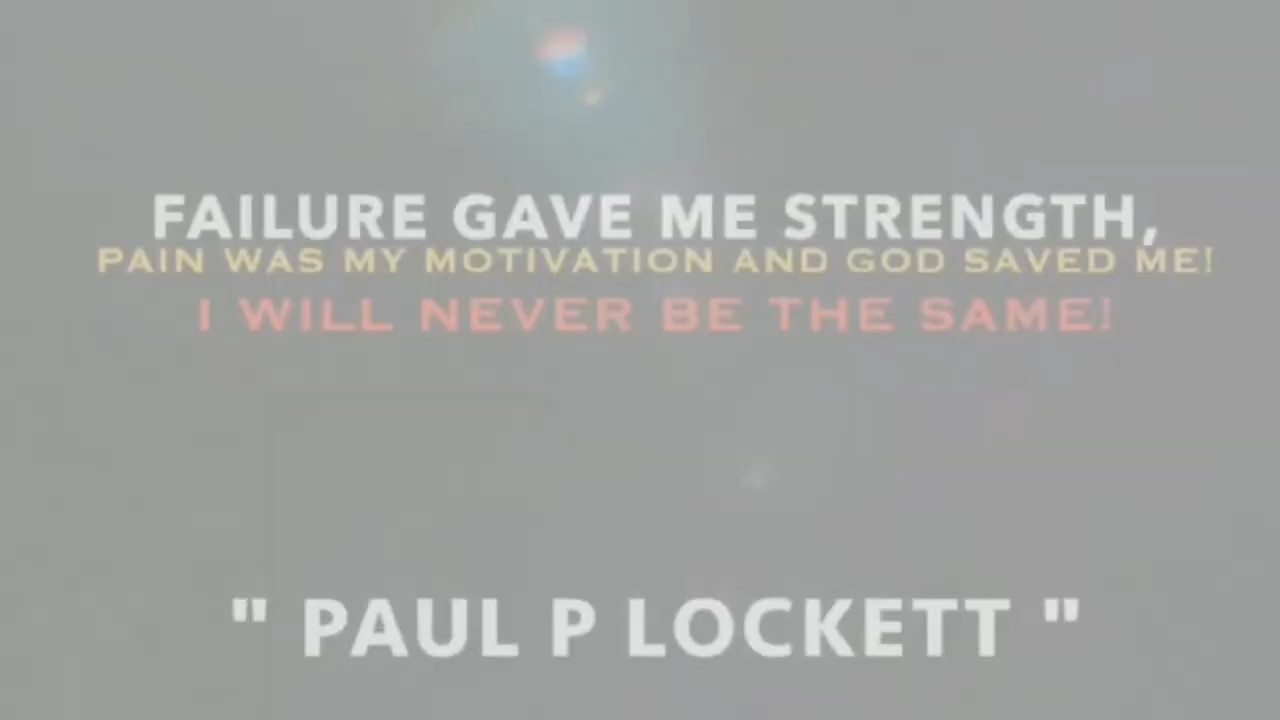 FAILURE GAVE ME STRENGTH,
PAIN WAS MY MOTIVATION AND GOD SAVED ME!
I WILL NEVER BE THE SAME!
" PAUL P LOCKETT "